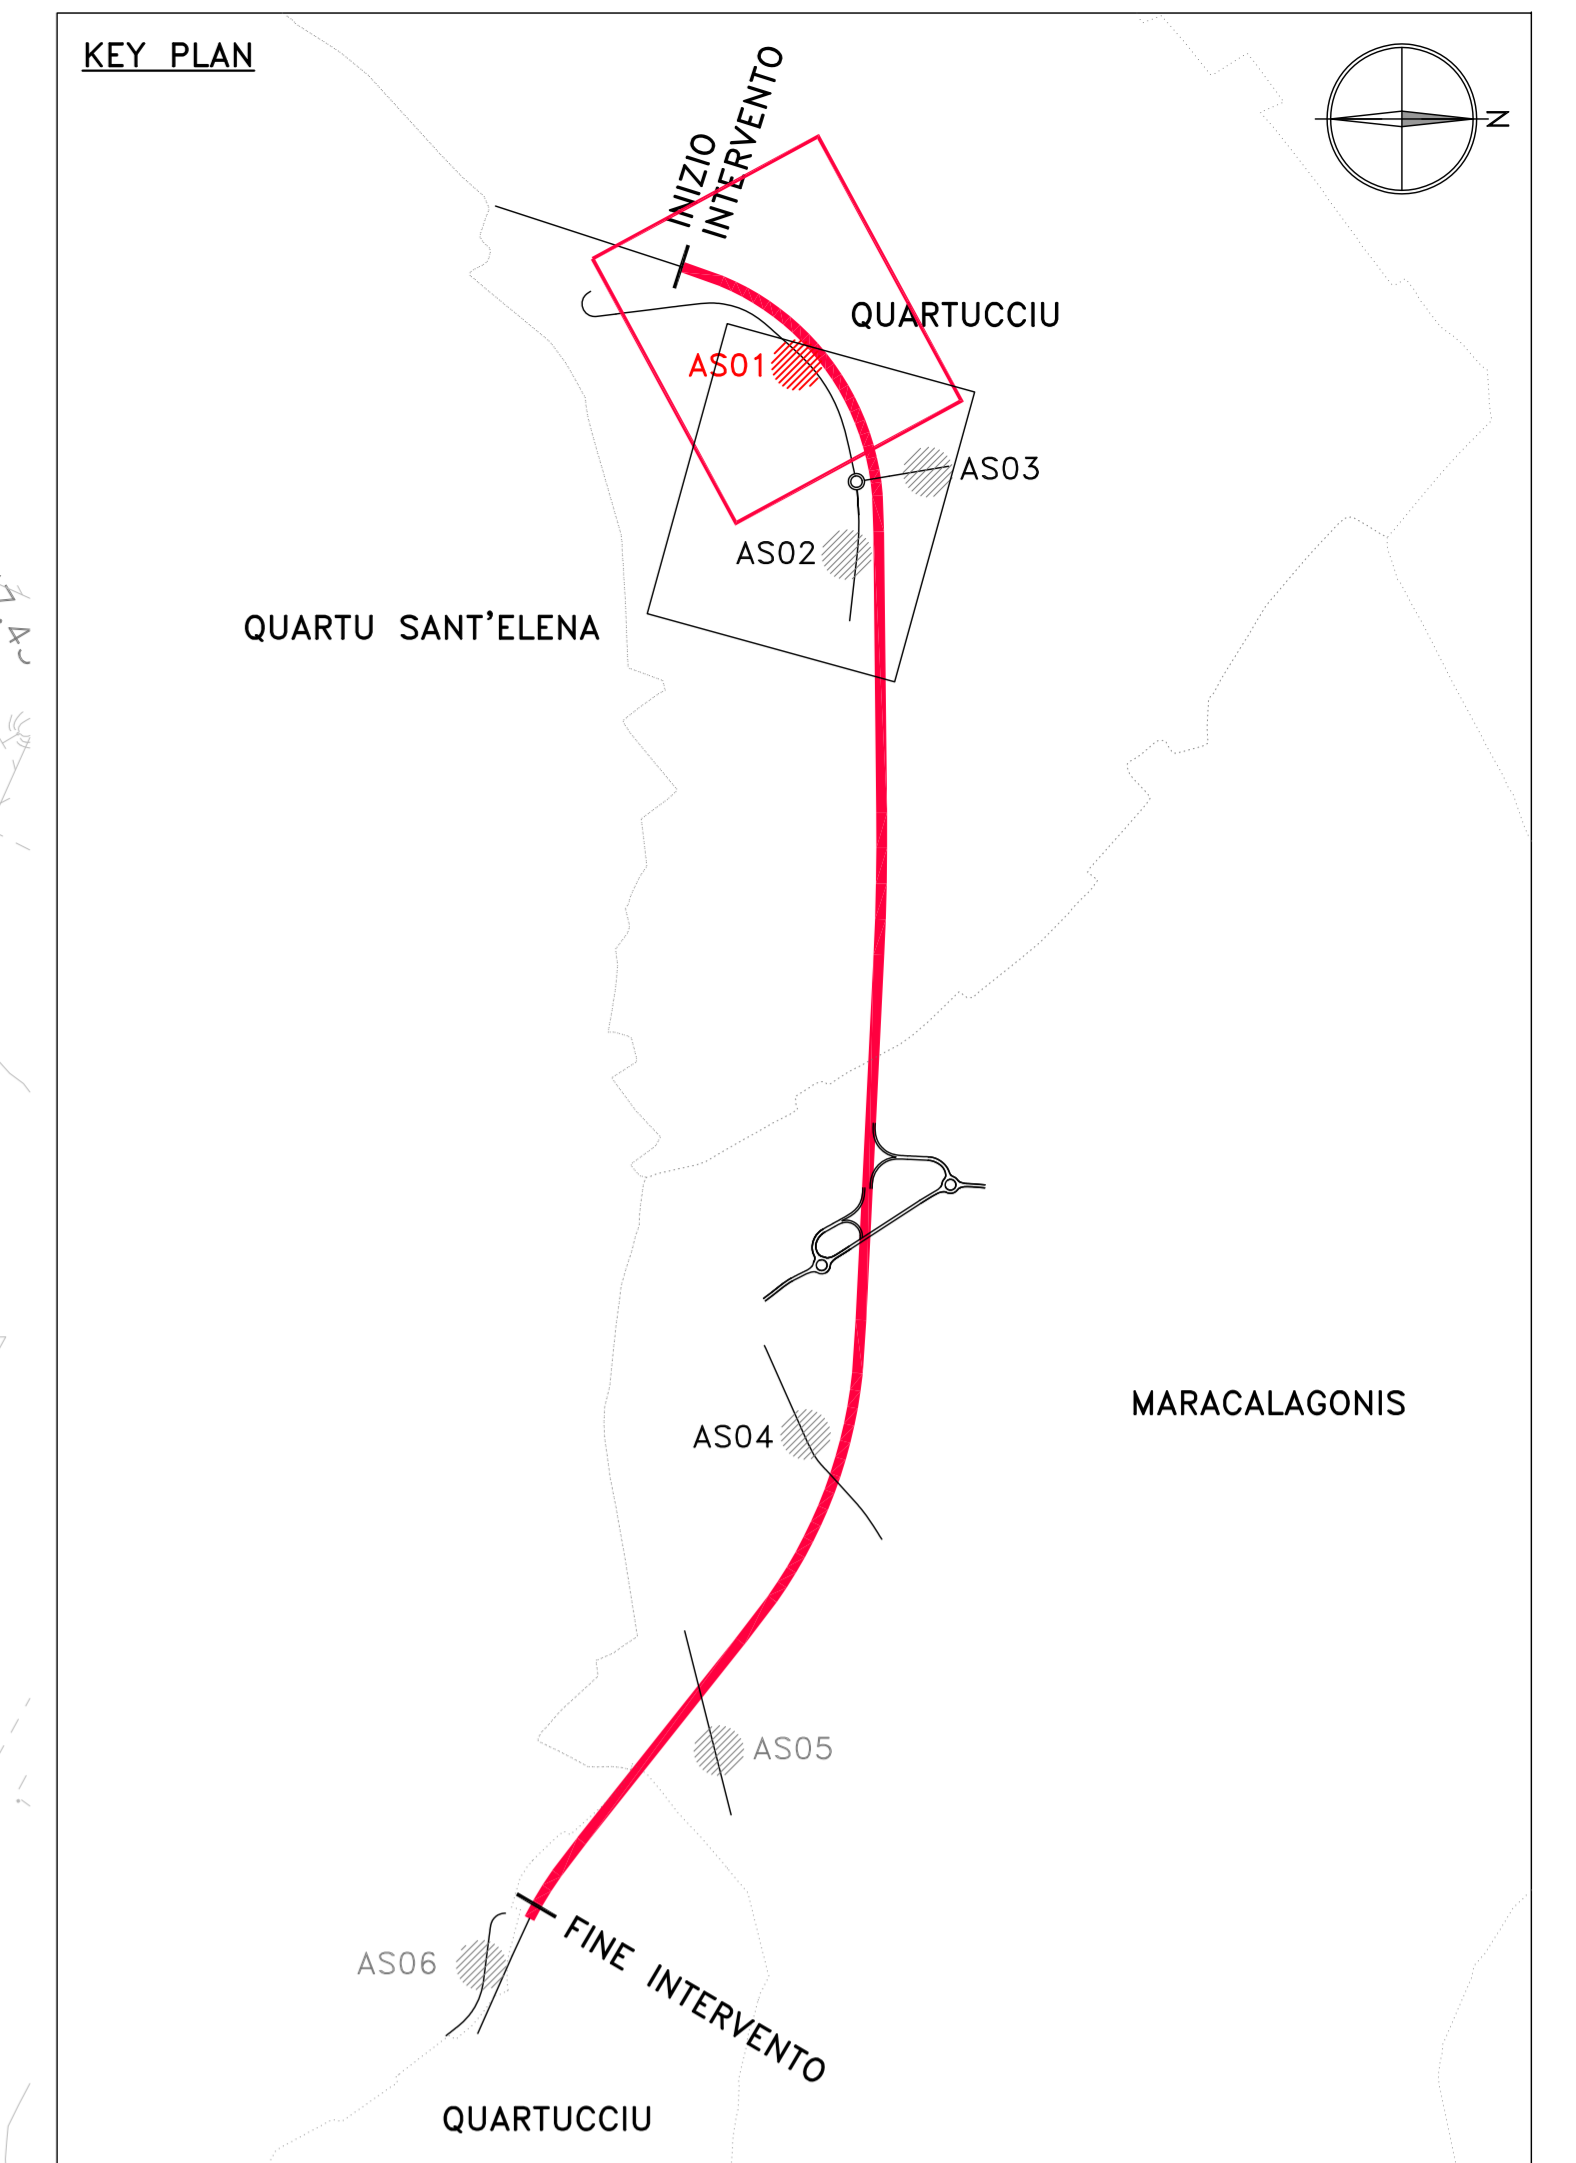 KEY PLAN
N
INIZIO
INTERVENTO
QUARTUCCIU
AS01
AS03
AS02
QUARTU SANT'ELENA
MARACALAGONIS
AS04
AS05
AS06
FINE INTERVENTO
QUARTUCCIU